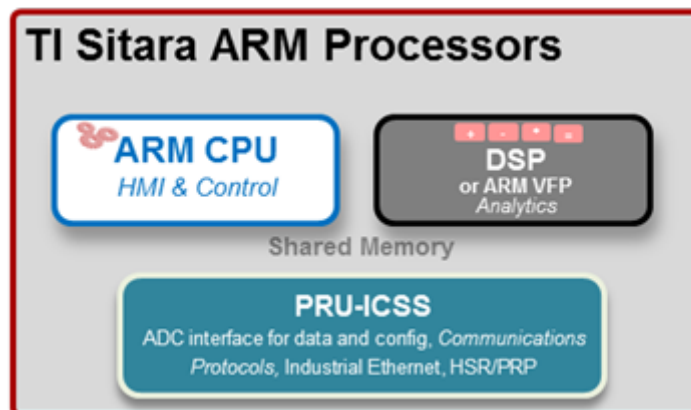 TI Sitara ARM Processors
ARM CPU
HMI & Control
+ - * =
DSP
or ARM VFP
Analytics
Shared Memory
PRU-ICSS
ADC interface for data and config, Communications
Protocols, Industrial Ethernet, HSR/PRP